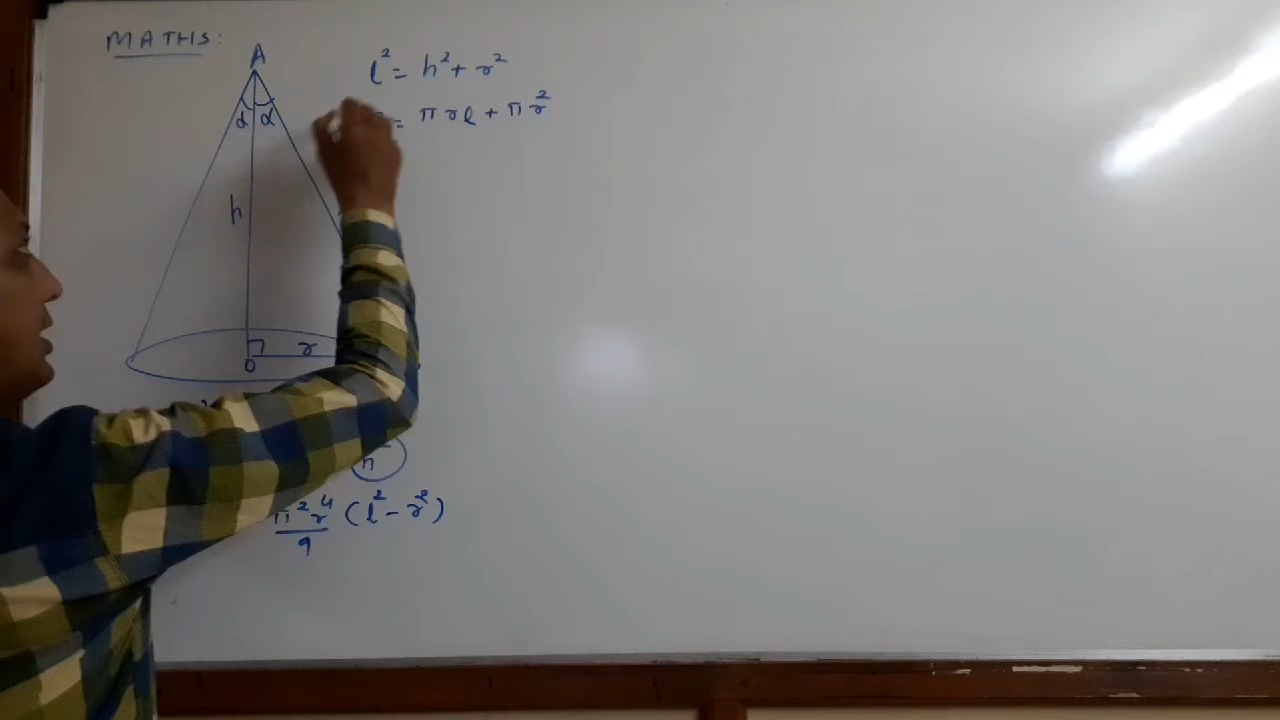 MATHS:
A
α α
h
r
O
l² = h² + r²
= πrl + πr²
h
π²r⁴/9 (l² - r²)